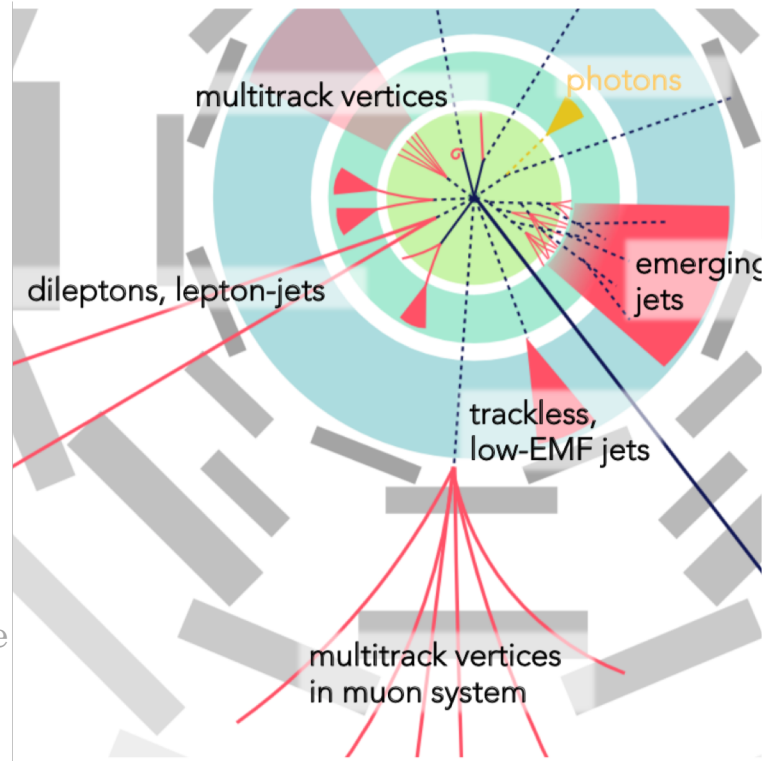 photons
multitrack vertices
emerging
jets
dileptons, lepton-jets
trackless,
low-EMF jets
e
multitrack vertices
in muon system